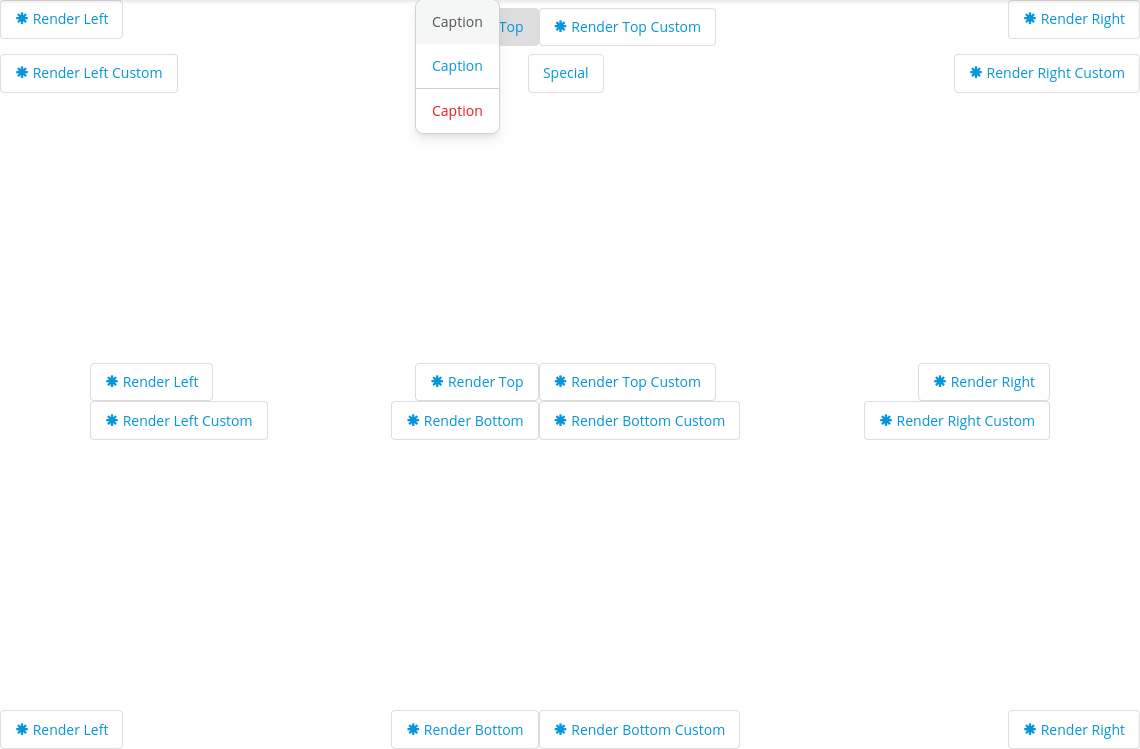 Render Left
Caption
Top
Render Top Custom
Render Right
Render Left Custom
Caption
Special
Render Right Custom
Caption
Render Left
Render Top
Render Top Custom
Render Right
Render Left Custom
Render Bottom
Render Bottom Custom
Render Right Custom
Render Left
Render Bottom
Render Bottom Custom
Render Right